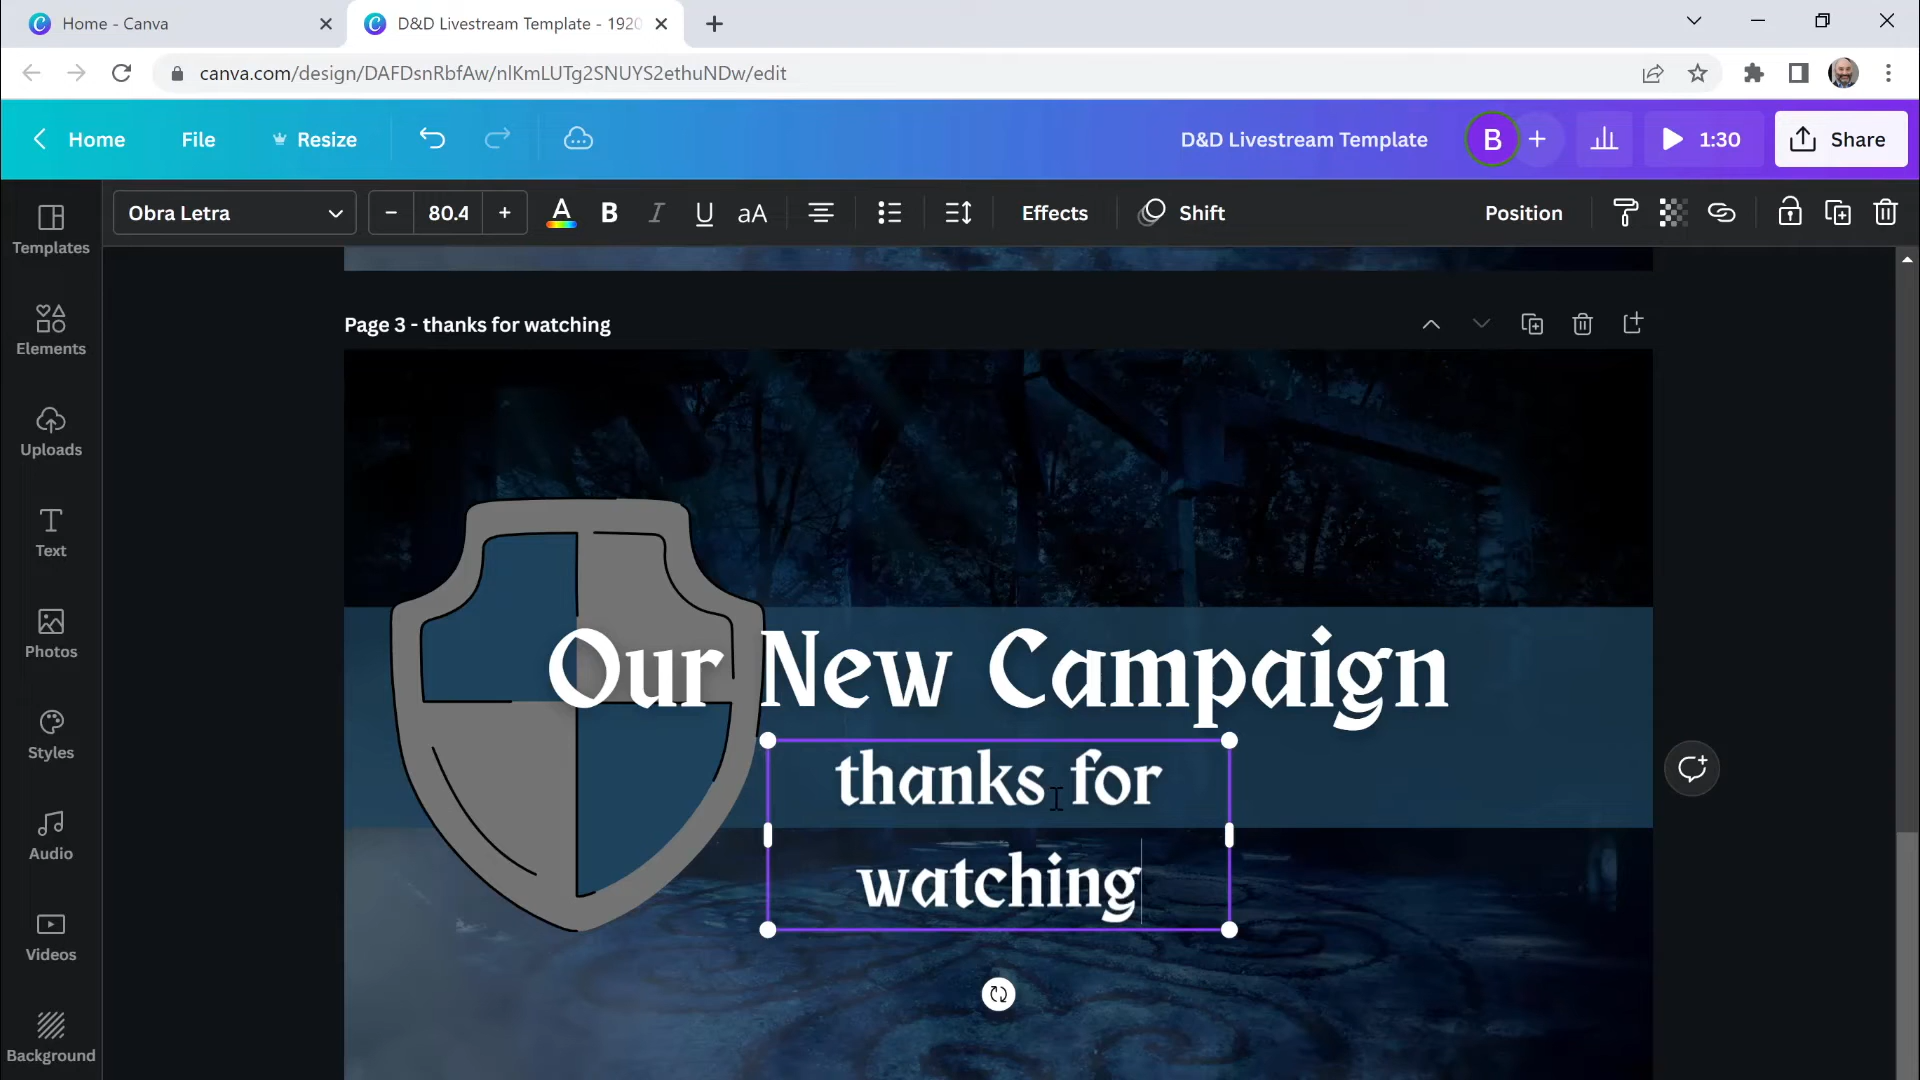 Home - Canva
D&D Livestream Template - 1920
canva.com/design/DAFDsnRbfAw/nlKmLUTg2SNUYS2ethuNDw/edit
Home File Resize D&D Livestream Template B 1:30 Share
Obra Letra 80.4 A B I U aA Effects Shift Position
Templates
Elements
Uploads
Text
Photos
Styles
Audio
Videos
Background
Page 3 - thanks for watching
Our New Campaign
thanks for
watching